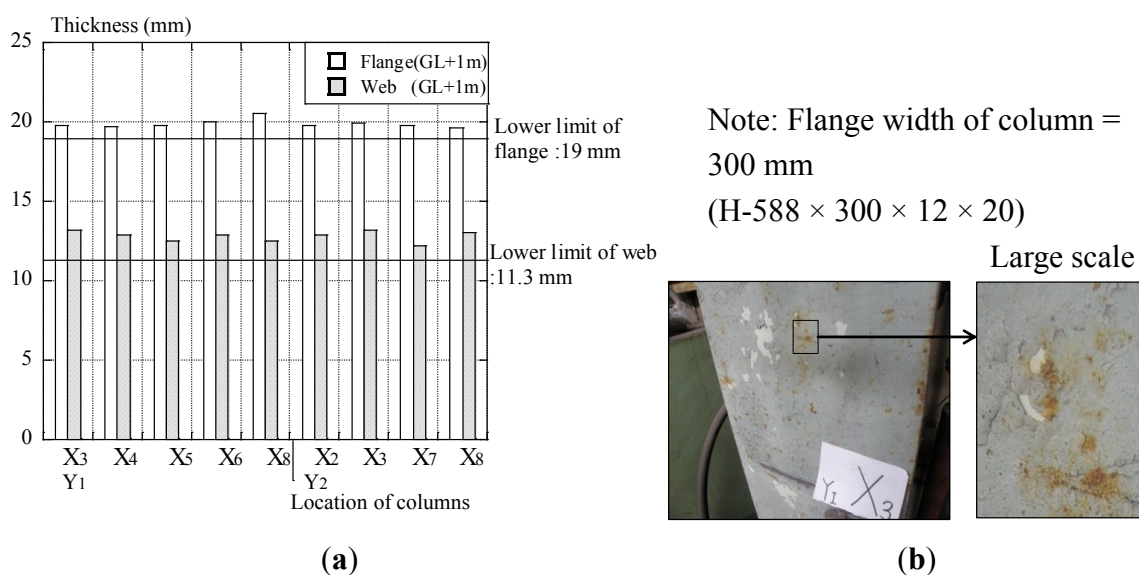 Thickness (mm)
25
20
15
10
5
0
Flange(GL+1m)
Web (GL+1m)
Lower limit of
flange :19 mm
Lower limit of web
:11.3 mm
X3 X4 X5 X6 X8 X2 X3 X7 X8
Y1 Y2
Location of columns
(a)
Note: Flange width of column =
300 mm
(H-588 × 300 × 12 × 20)
Large scale
Y1 X3
(b)